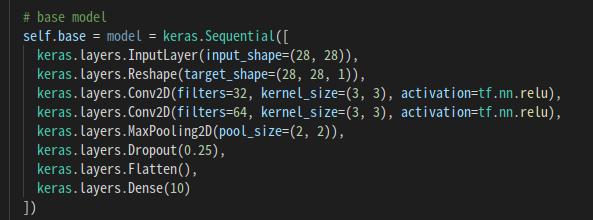 # base model
self.base = model = keras.Sequential([
keras.layers.InputLayer(input_shape=(28, 28)),
keras.layers.Reshape(target_shape=(28, 28, 1)),
keras.layers.Conv2D(filters=32, kernel_size=(3, 3), activation=tf.nn.relu),
keras.layers.Conv2D(filters=64, kernel_size=(3, 3), activation=tf.nn.relu),
keras.layers.MaxPooling2D(pool_size=(2, 2)),
keras.layers.Dropout(0.25),
keras.layers.Flatten(),
keras.layers.Dense(10)
])